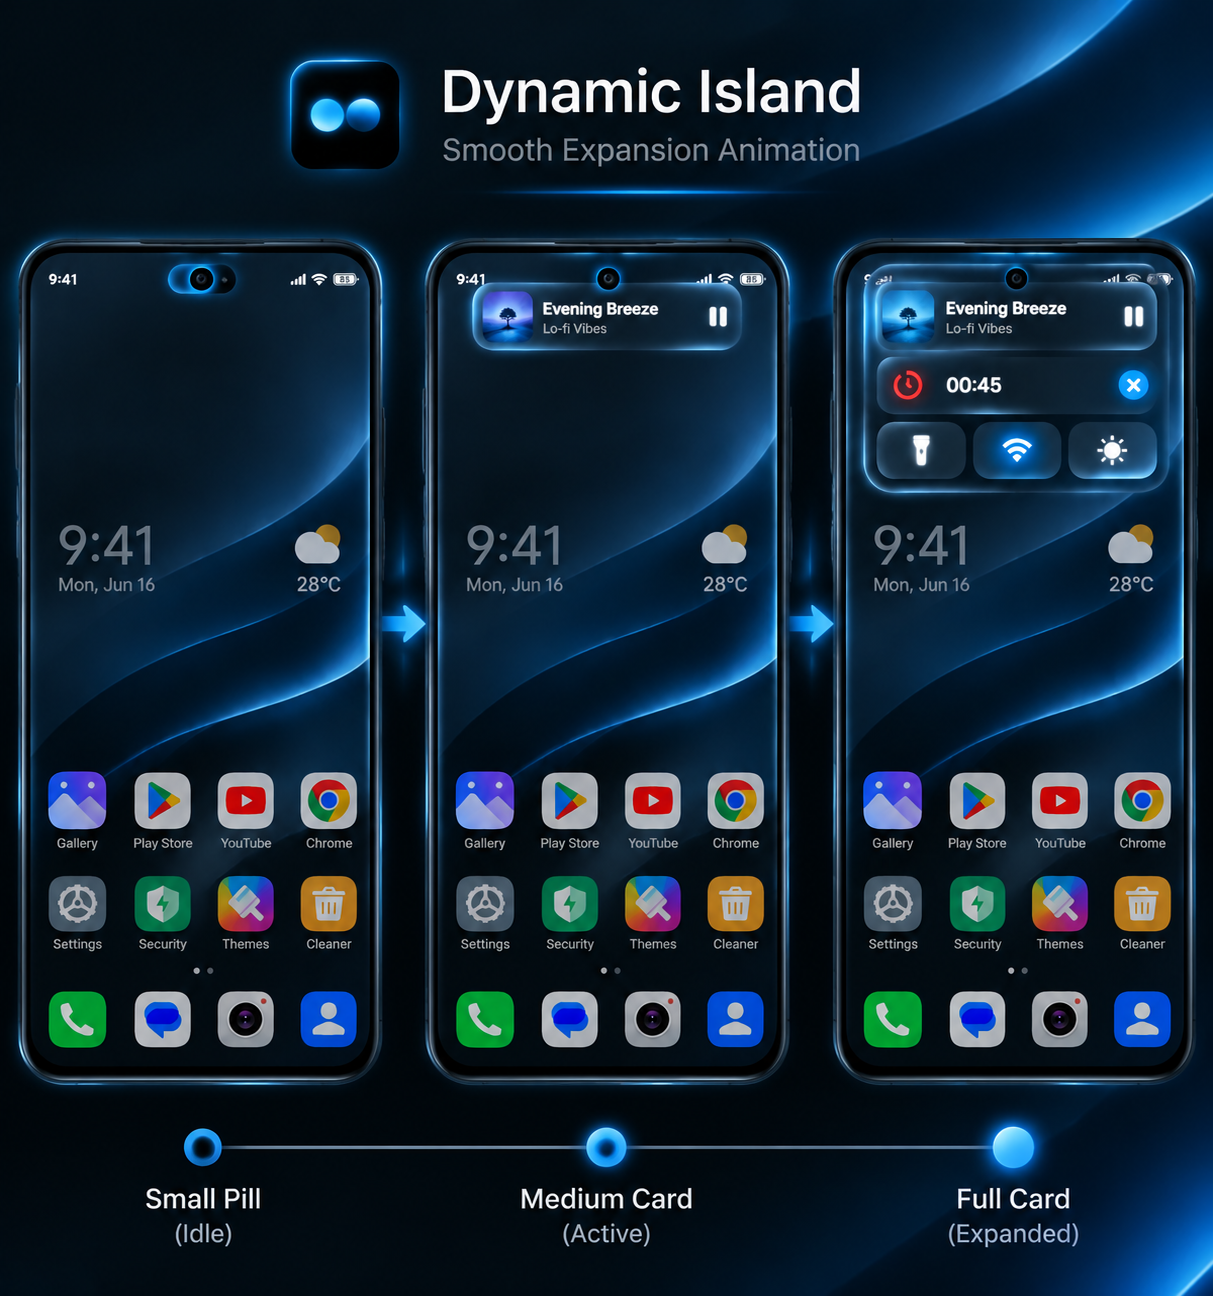 Dynamic Island
Smooth Expansion Animation
9:41
85
9:41
Mon, Jun 16
28°C
Gallery
Play Store
YouTube
Chrome
Settings
Security
Themes
Cleaner
9:41
85
Evening Breeze
Lo-fi Vibes
9:41
Mon, Jun 16
28°C
Gallery
Play Store
YouTube
Chrome
Settings
Security
Themes
Cleaner
Evening Breeze
Lo-fi Vibes
00:45
9:41
Mon, Jun 16
28°C
Gallery
Play Store
YouTube
Chrome
Settings
Security
Themes
Cleaner
Small Pill
(Idle)
Medium Card
(Active)
Full Card
(Expanded)